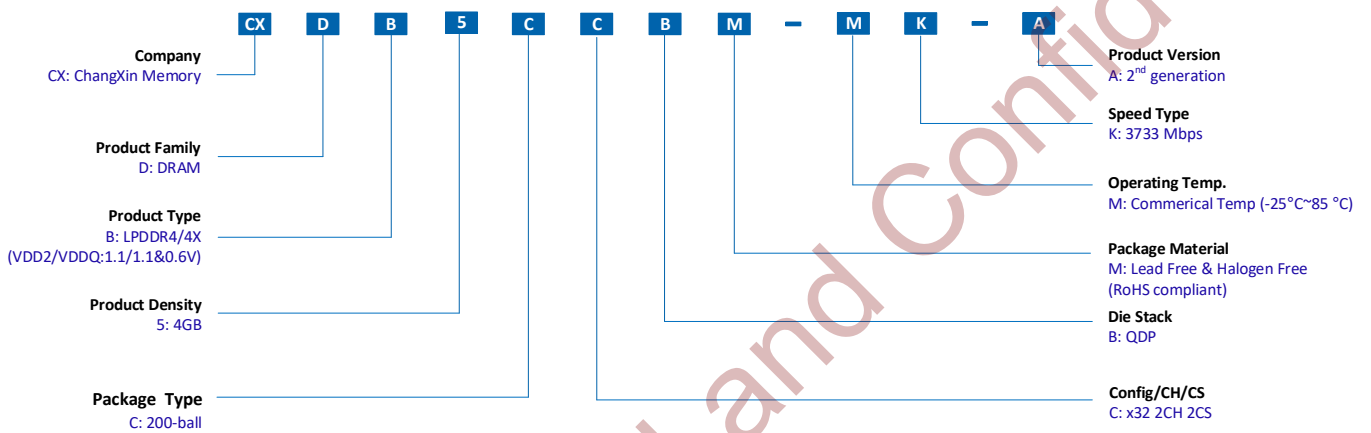 CX D B 5 C C B M - M K - A
Company
CX: ChangXin Memory
Product Family
D: DRAM
Product Type
B: LPDDR4/4X
(VDD2/VDDQ:1.1/1.1&0.6V)
Product Density
5: 4GB
Package Type
C: 200-ball
Product Version
A: 2nd generation
Speed Type
K: 3733 Mbps
Operating Temp.
M: Commerical Temp (-25°C~85 °C)
Package Material
M: Lead Free & Halogen Free
(RoHS compliant)
Die Stack
B: QDP
Config/CH/CS
C: x32 2CH 2CS
and Confid